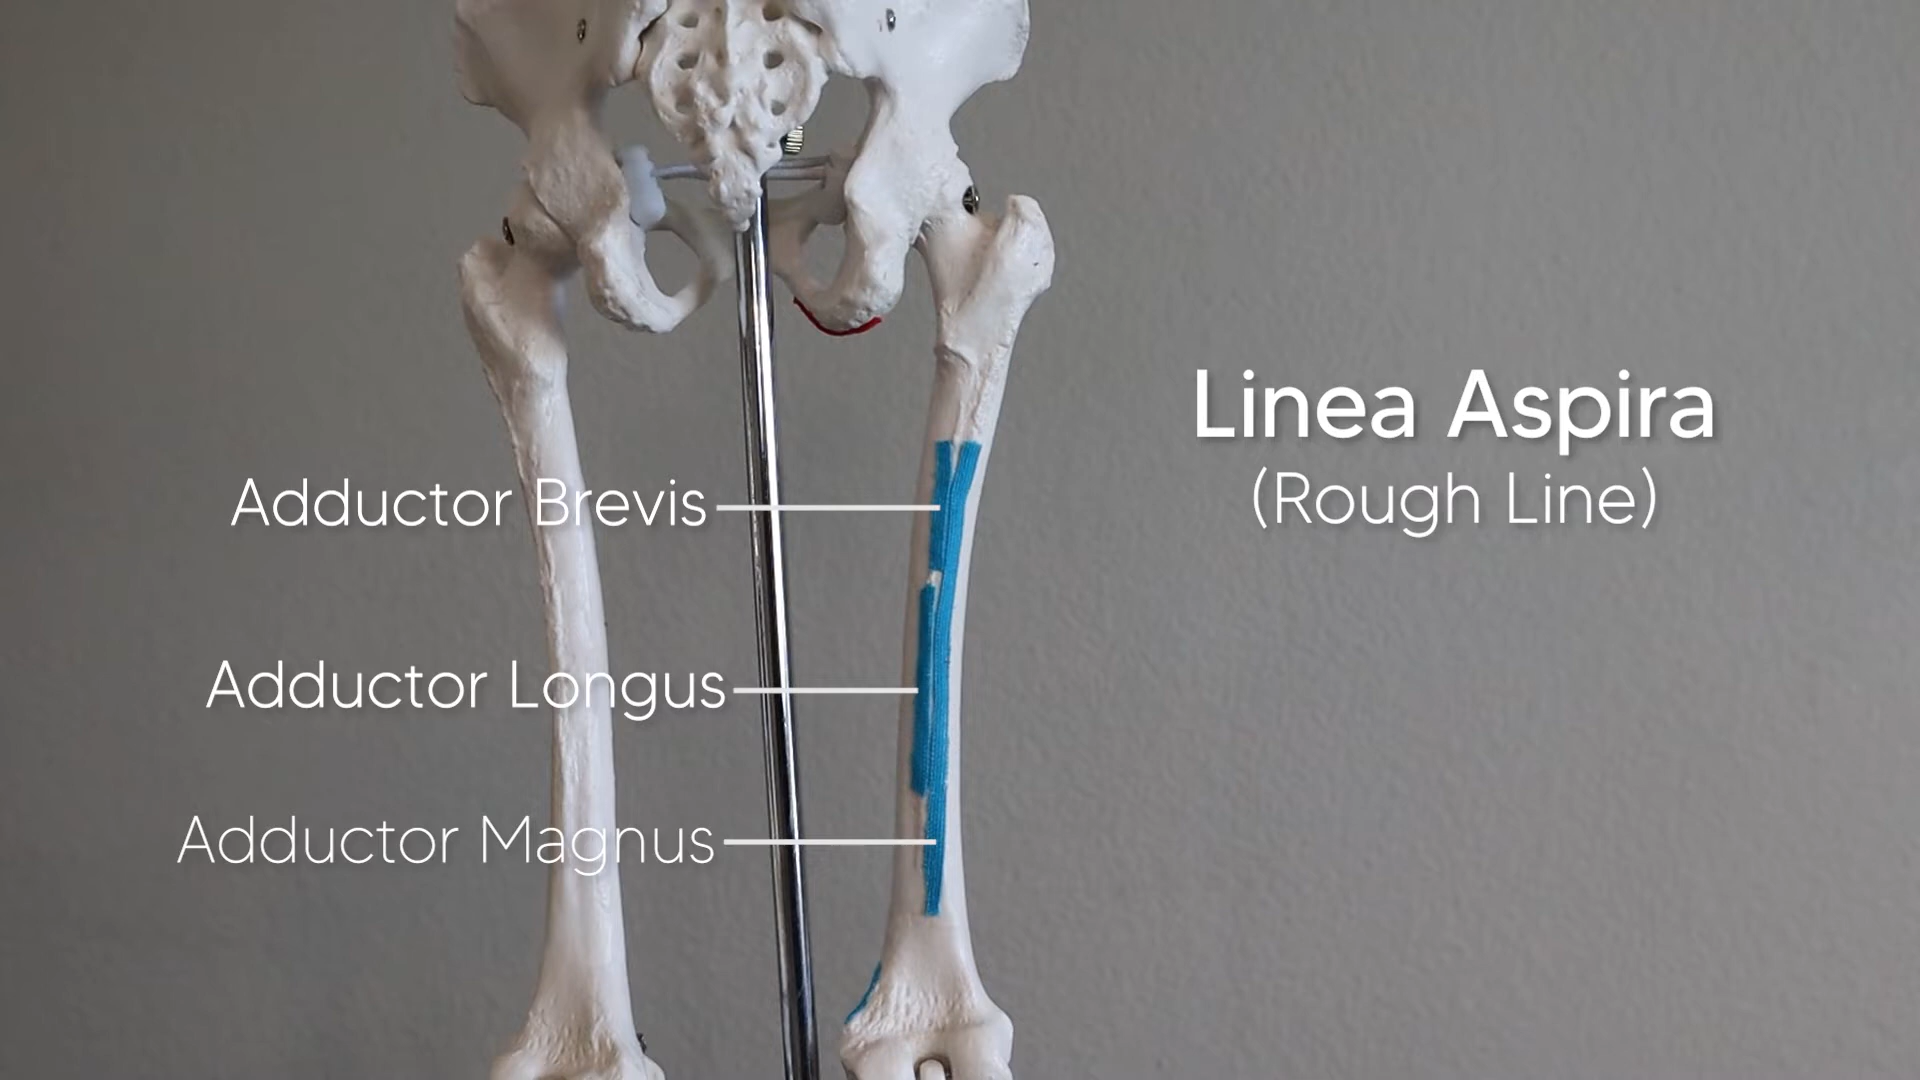 Linea Aspira
(Rough Line)
Adductor Brevis
Adductor Longus
Adductor Magnus